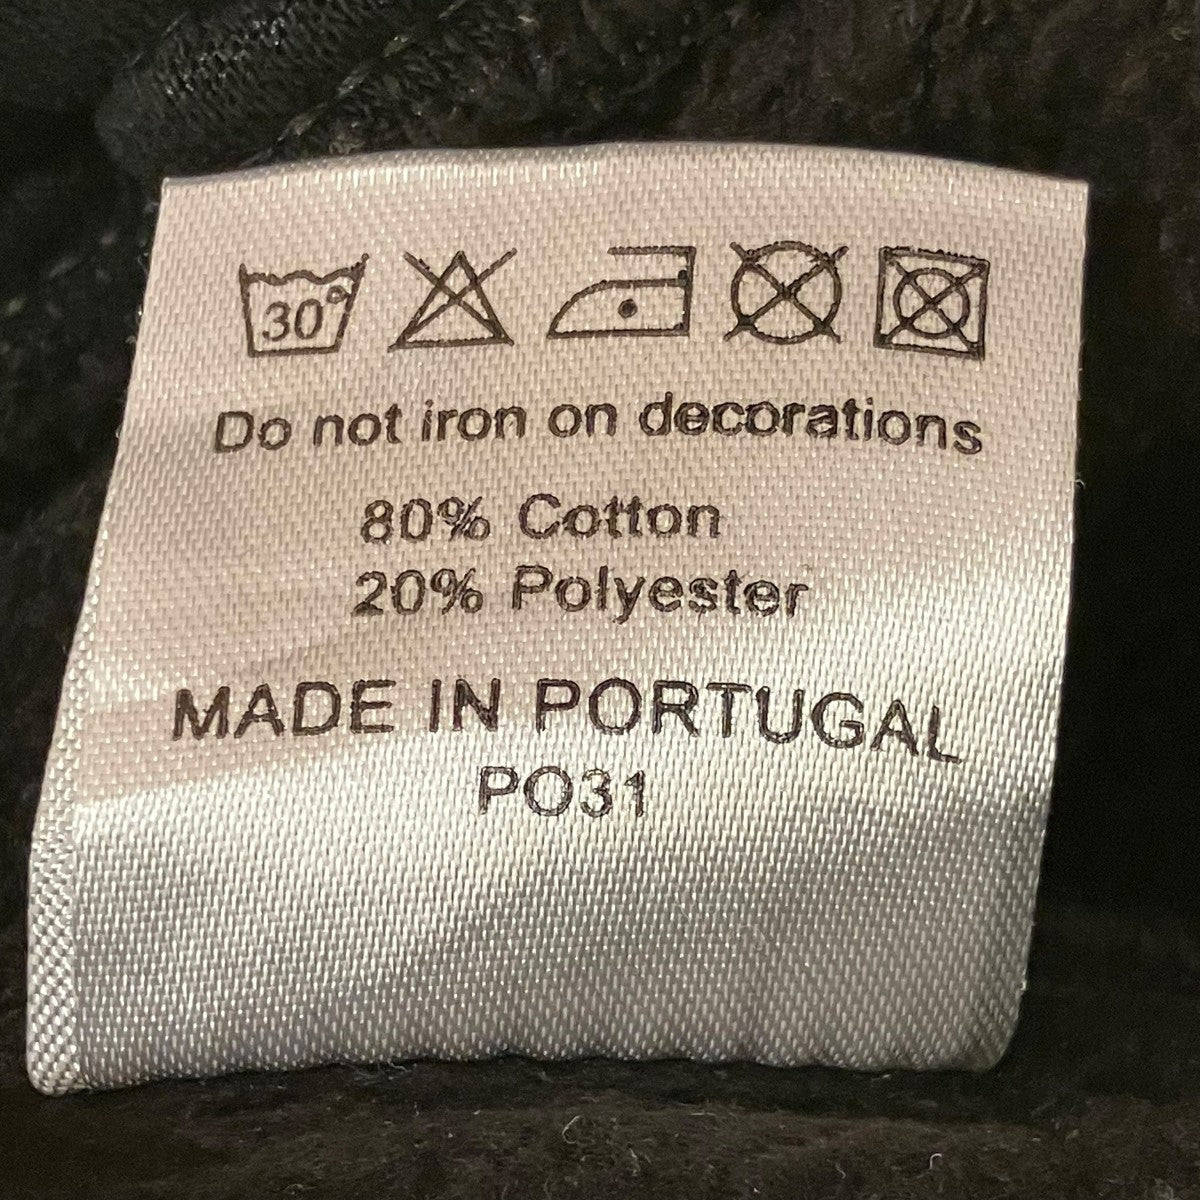 30°
Do not iron on decorations
80% Cotton
20% Polyester
MADE IN PORTUGAL
PO31